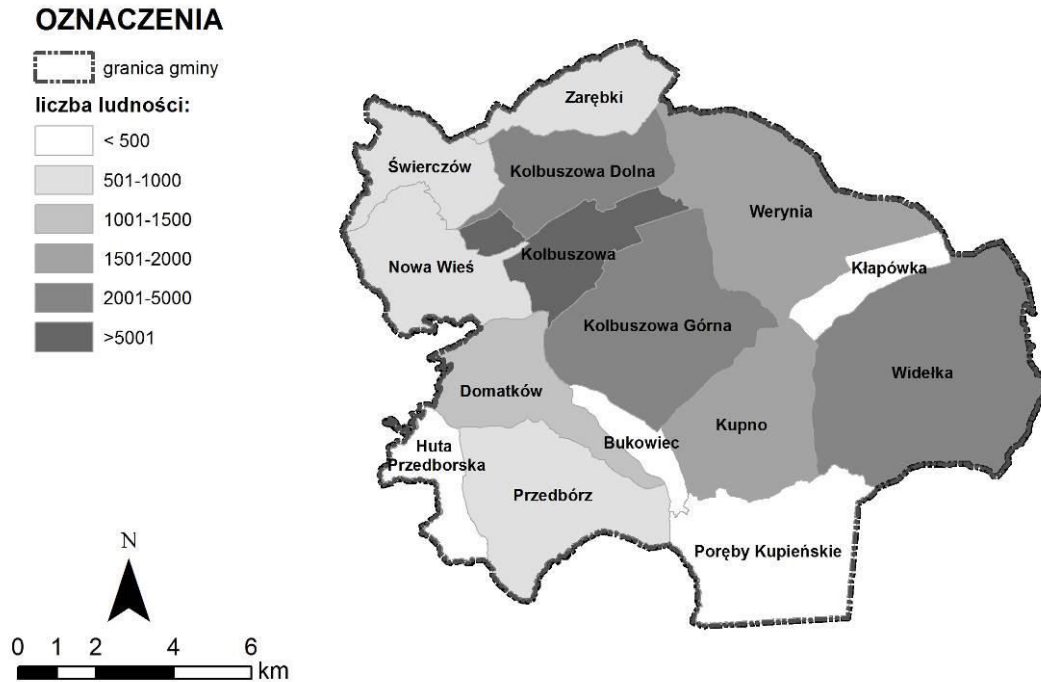 OZNACZENIA
granica gminy
liczba ludności:
< 500
501-1000
1001-1500
1501-2000
2001-5000
>5001
Zarębki
Świerczów
Kolbuszowa Dolna
Werynia
Nowa Wieś
Kolbuszowa
Kłapówka
Kolbuszowa Górna
Widełka
Domatków
Kupno
Bukowiec
Huta
Przedborska
Przedbórz
Poręby Kupieńskie
N
0 1 2 4 6
km